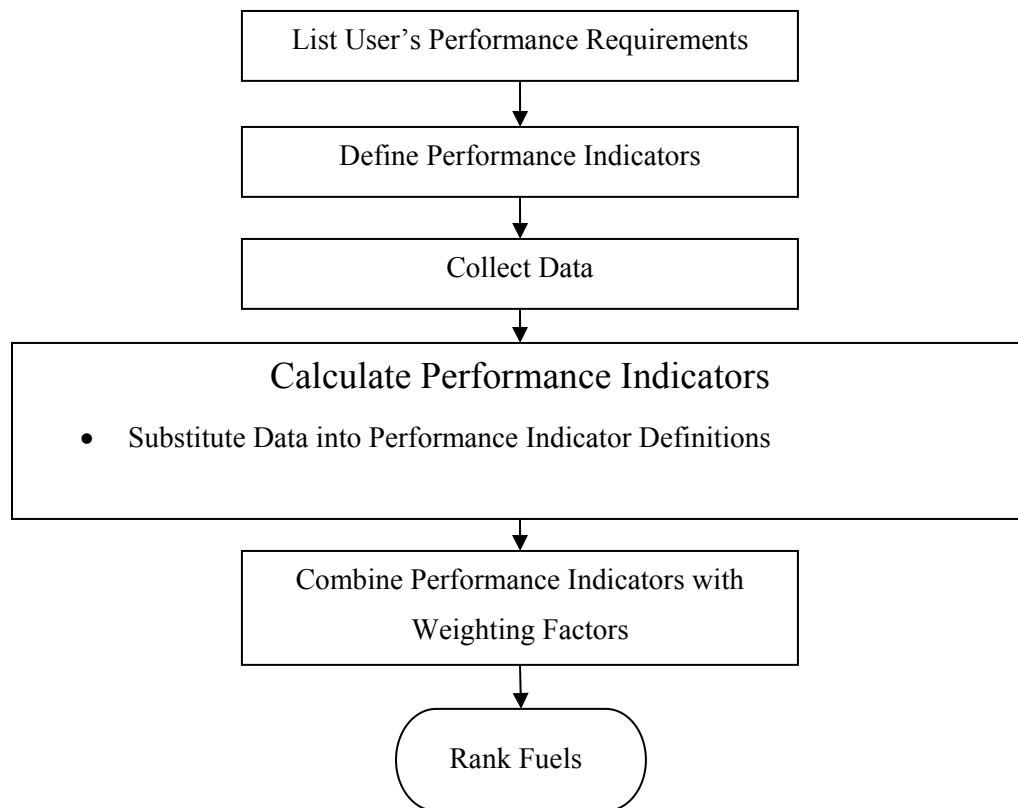 List User’s Performance Requirements
Define Performance Indicators
Collect Data
Calculate Performance Indicators
• Substitute Data into Performance Indicator Definitions
Combine Performance Indicators with
Weighting Factors
Rank Fuels